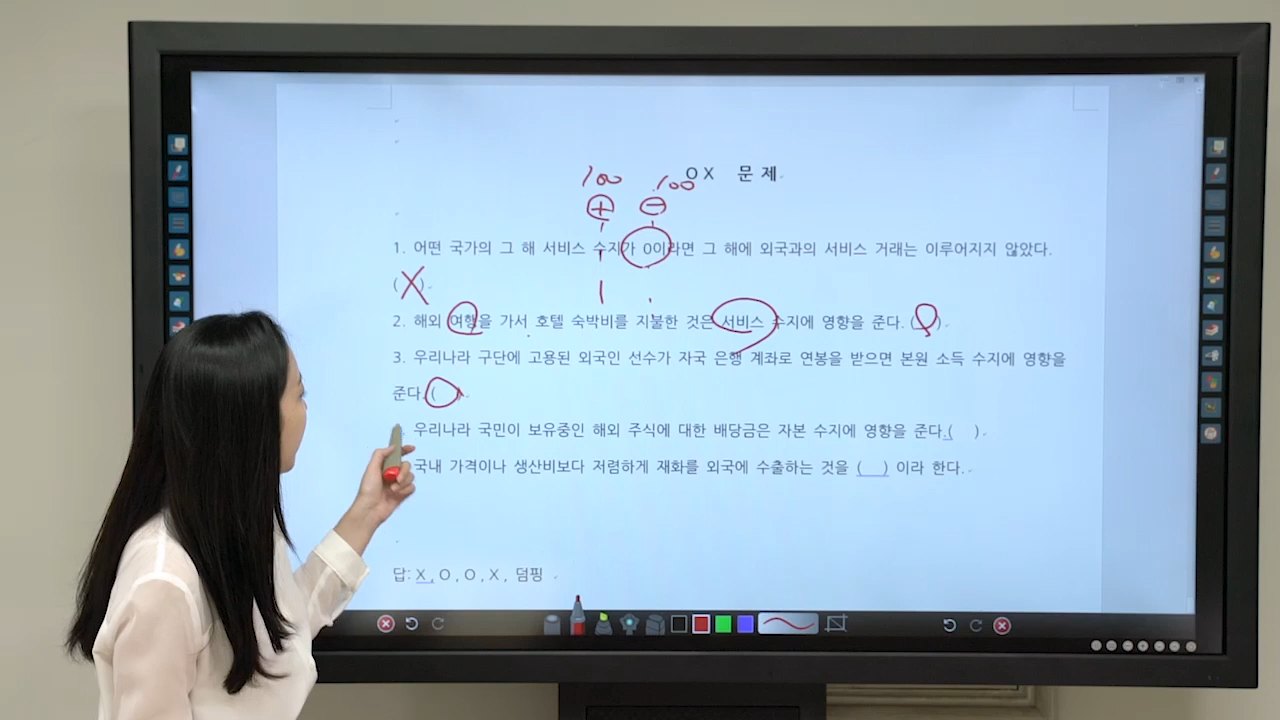 100 100
O X 문 제
+ -
1. 어떤 국가의 그 해 서비스 수지가 0이라면 그 해에 외국과의 서비스 거래는 이루어지지 않았다.
( X )
2. 해외 여행을 가서 호텔 숙박비를 지불한 것은 서비스 수지에 영향을 준다. ( O )
3. 우리나라 구단에 고용된 외국인 선수가 자국 은행 계좌로 연봉을 받으면 본원 소득 수지에 영향을
준다. ( O )
우리나라 국민이 보유중인 해외 주식에 대한 배당금은 자본 수지에 영향을 준다.( )
국내 가격이나 생산비보다 저렴하게 재화를 외국에 수출하는 것을 ( ) 이라 한다.
답: X , O , O , X , 덤핑